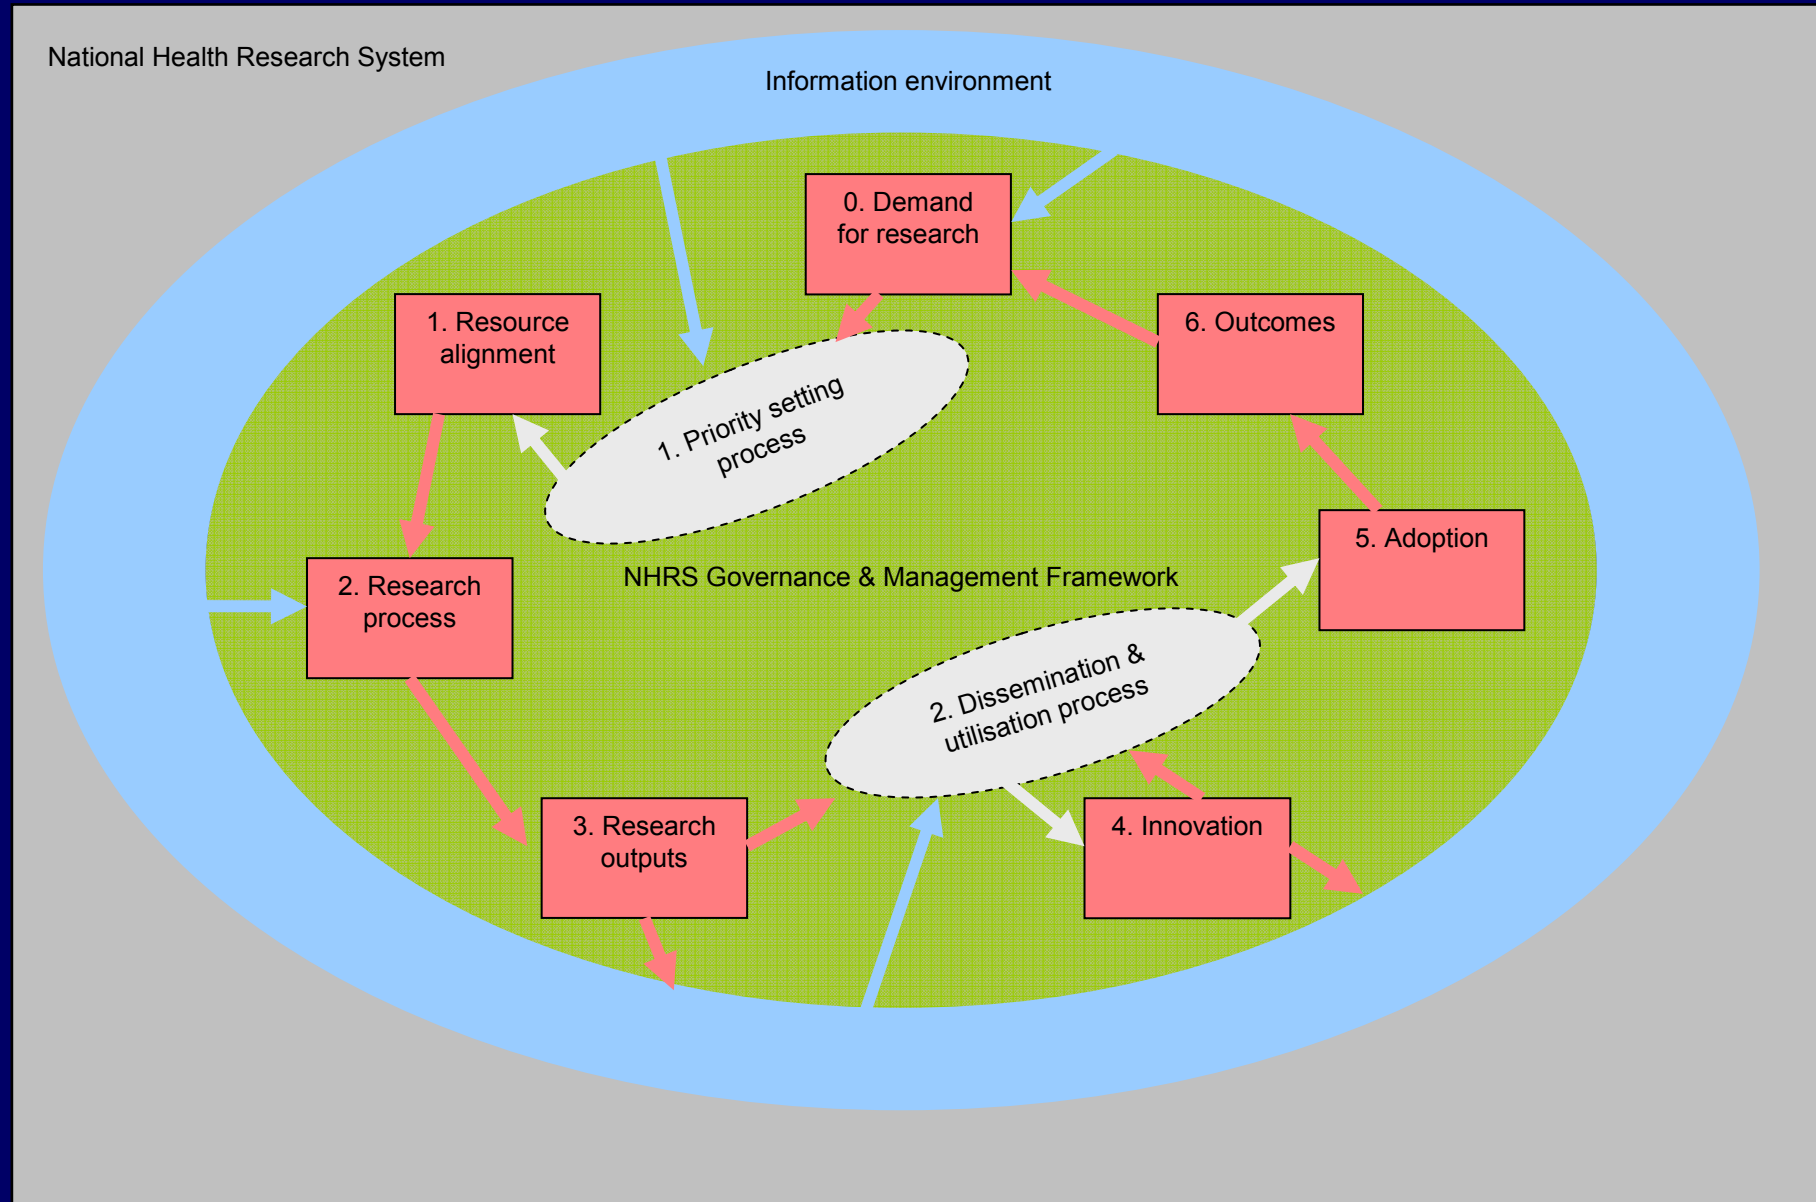 National Health Research System
Information environment
0. Demand
for research
1. Resource
alignment
6. Outcomes
1. Priority setting
process
5. Adoption
NHRS Governance & Management Framework
2. Research
process
2. Dissemination &
utilisation process
3. Research
outputs
4. Innovation